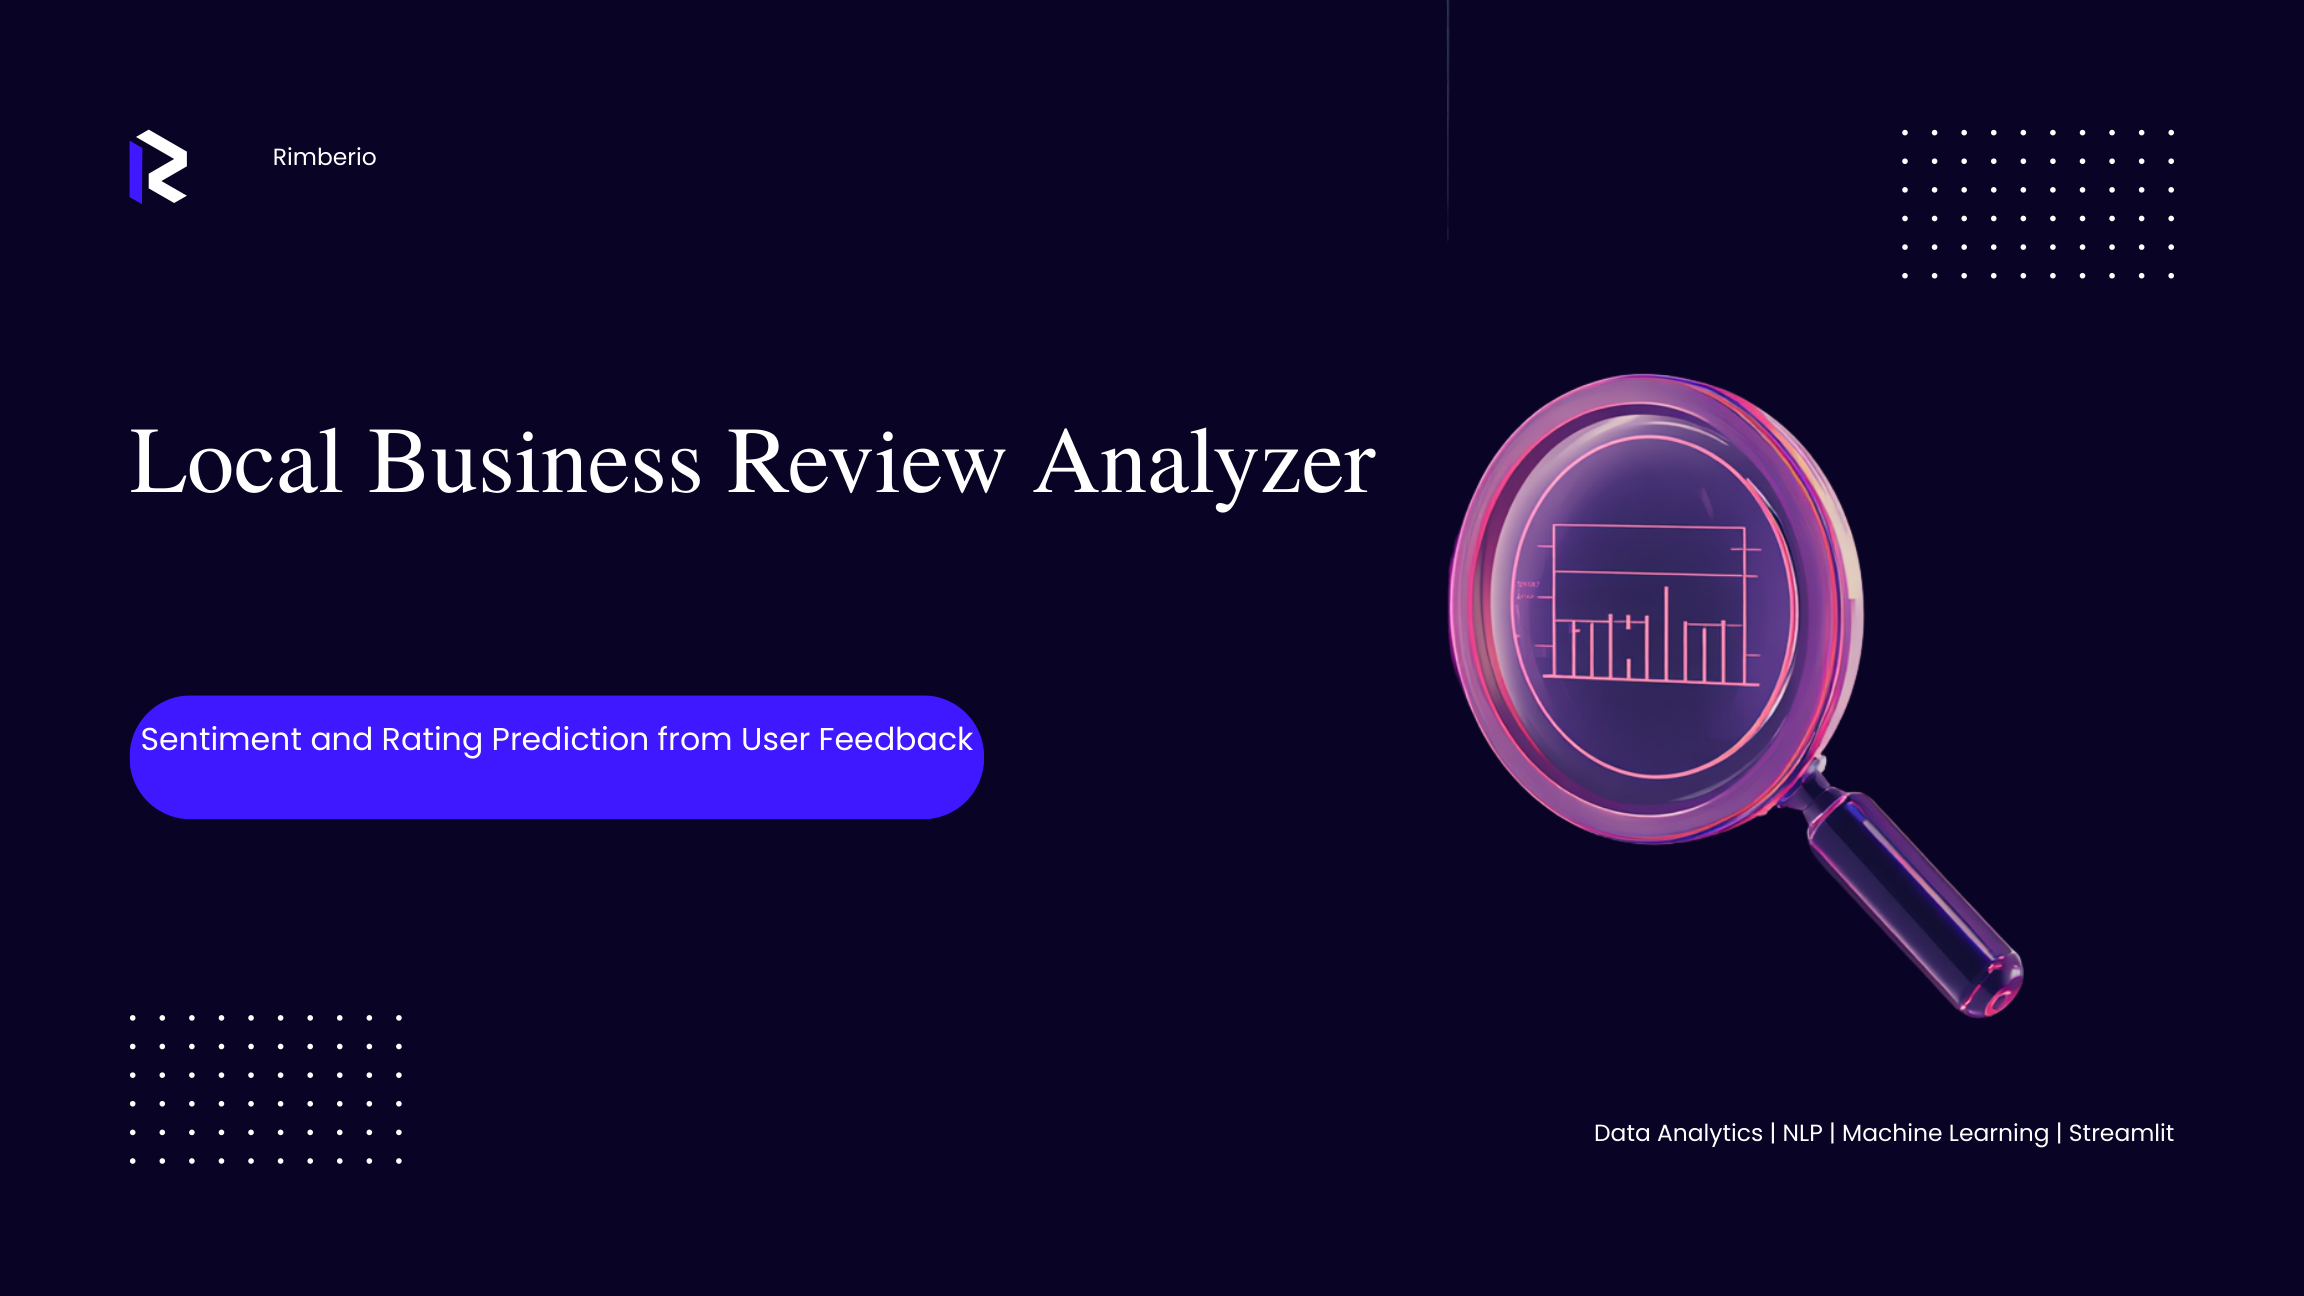 Rimberio
Local Business Review Analyzer
Sentiment and Rating Prediction from User Feedback
Data Analytics | NLP | Machine Learning | Streamlit